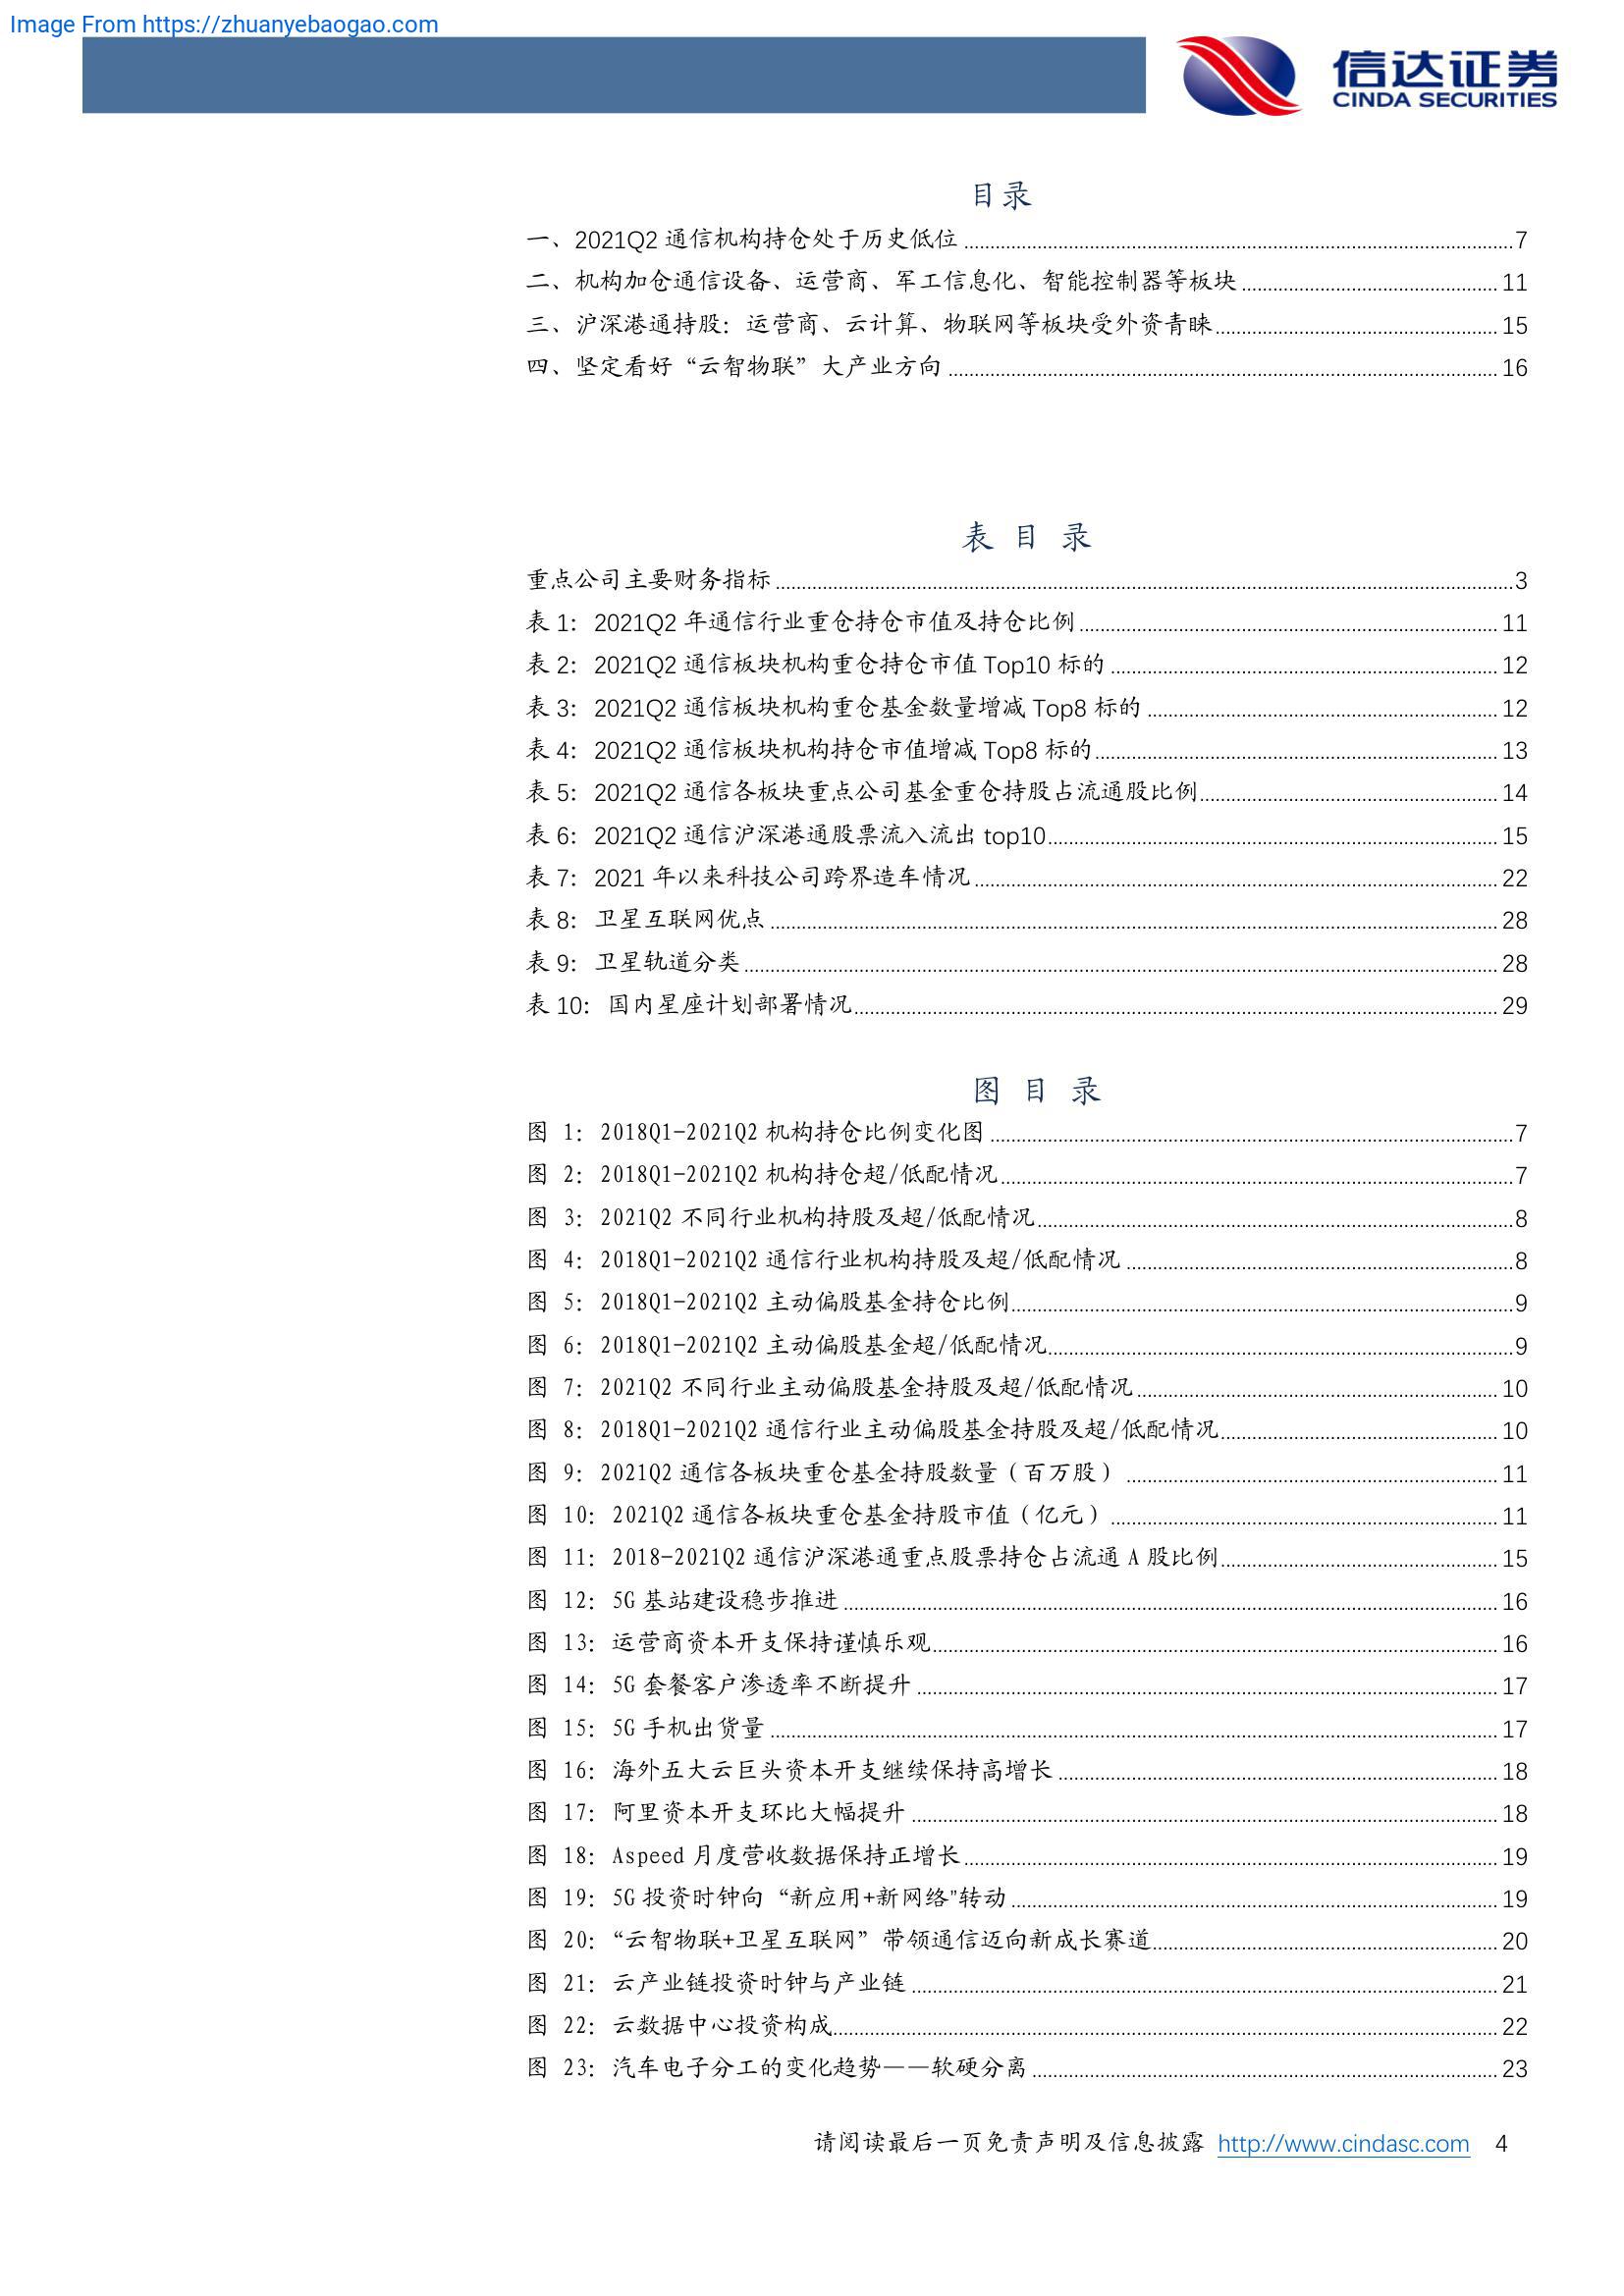 Image From https://zhuanyebaogao.com
信达证券
CINDA SECURITIES
目录
一、2021Q2 通信机构持仓处于历史低位 7
二、机构加仓通信设备、运营商、军工信息化、智能控制器等板块 11
三、沪深港通持股：运营商、云计算、物联网等板块受外资青睐 15
四、坚定看好“云智物联”大产业方向 16
表 目 录
重点公司主要财务指标 3
表 1：2021Q2 年通信行业重仓持仓市值及持仓比例 11
表 2：2021Q2 通信板块机构重仓持仓市值 Top10 标的 12
表 3：2021Q2 通信板块机构重仓基金数量增减 Top8 标的 12
表 4：2021Q2 通信板块机构持仓市值增减 Top8 标的 13
表 5：2021Q2 通信各板块重点公司基金重仓持股占流通股比例 14
表 6：2021Q2 通信沪深港通股票流入流出 top10 15
表 7：2021 年以来科技公司跨界造车情况 22
表 8：卫星互联网优点 28
表 9：卫星轨道分类 28
表 10：国内星座计划部署情况 29
图 目 录
图 1：2018Q1-2021Q2 机构持仓比例变化图 7
图 2：2018Q1-2021Q2 机构持仓超/低配情况 7
图 3：2021Q2 不同行业机构持股及超/低配情况 8
图 4：2018Q1-2021Q2 通信行业机构持股及超/低配情况 8
图 5：2018Q1-2021Q2 主动偏股基金持仓比例 9
图 6：2018Q1-2021Q2 主动偏股基金超/低配情况 9
图 7：2021Q2 不同行业主动偏股基金持股及超/低配情况 10
图 8：2018Q1-2021Q2 通信行业主动偏股基金持股及超/低配情况 10
图 9：2021Q2 通信各板块重仓基金持股数量（百万股） 11
图 10：2021Q2 通信各板块重仓基金持股市值（亿元） 11
图 11：2018-2021Q2 通信沪深港通重点股票持仓占流通 A 股比例 15
图 12：5G 基站建设稳步推进 16
图 13：运营商资本开支保持谨慎乐观 16
图 14：5G 套餐客户渗透率不断提升 17
图 15：5G 手机出货量 17
图 16：海外五大云巨头资本开支继续保持高增长 18
图 17：阿里资本开支环比大幅提升 18
图 18：Aspeed 月度营收数据保持正增长 19
图 19：5G 投资时钟向“新应用+新网络"转动 19
图 20：“云智物联+卫星互联网”带领通信迈向新成长赛道 20
图 21：云产业链投资时钟与产业链 21
图 22：云数据中心投资构成 22
图 23：汽车电子分工的变化趋势——软硬分离 23
请阅读最后一页免责声明及信息披露 http://www.cindasc.com 4